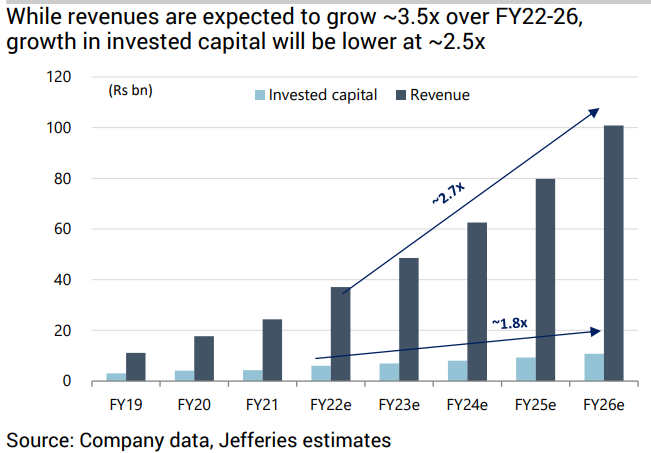 While revenues are expected to grow ~3.5x over FY22-26,
growth in invested capital will be lower at ~2.5x
120
(Rs bn)
Invested capital
Revenue
100
80
~2.7x
60
40
20
~1.8x
0
FY19 FY20 FY21 FY22e FY23e FY24e FY25e FY26e
Source: Company data, Jefferies estimates